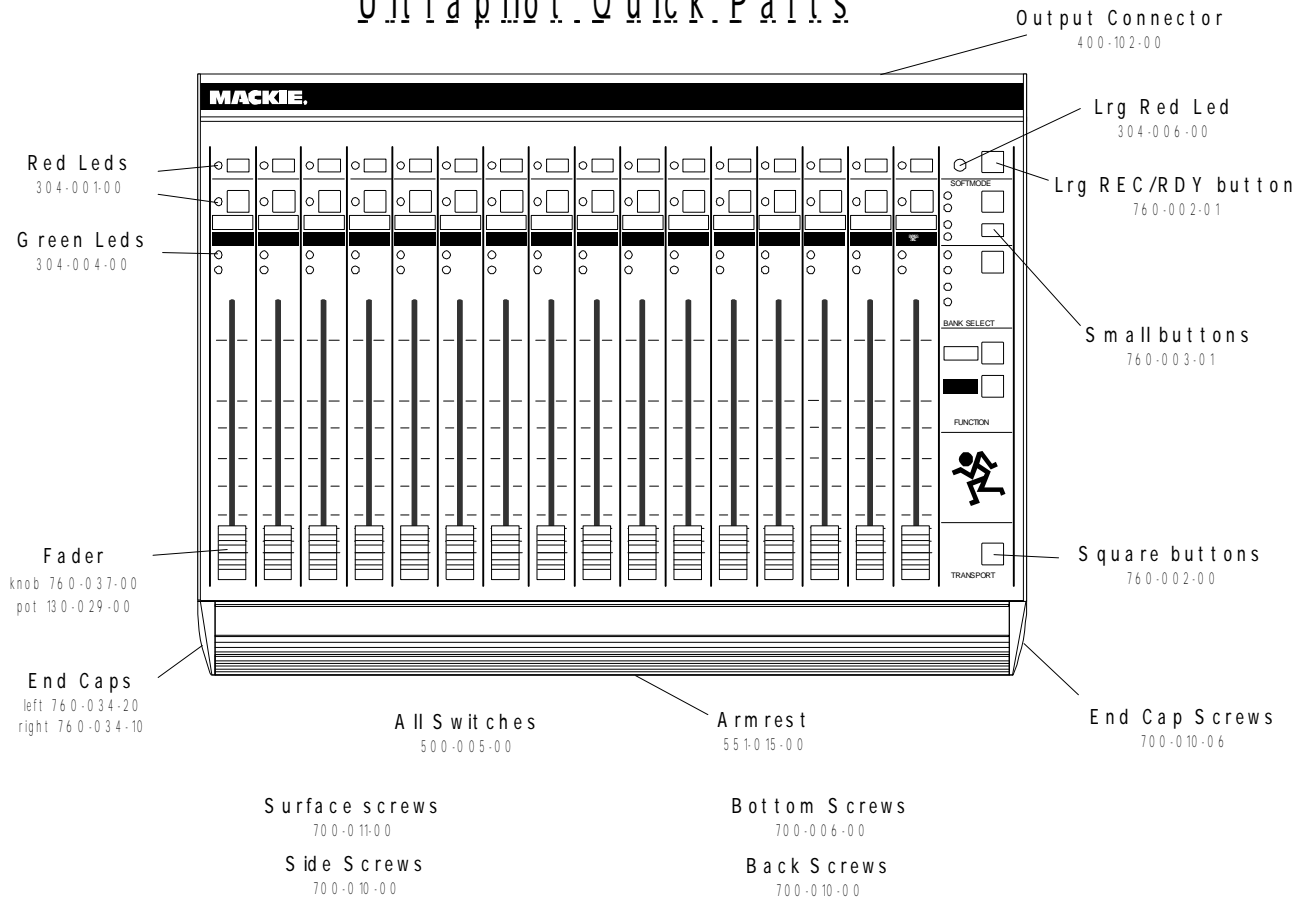 Ultrapilot Quick Parts
Output Connector
400-102-00
MACKIE.
Lrg Red Led
304-006-00
Red Leds
304-001-00
Lrg REC/RDY button
760-002-01
SOFTMODE
Green Leds
304-004-00
BANK SELECT
Small buttons
760-003-01
FUNCTION
Fader
knob 760-037-00
pot 130-029-00
Square buttons
760-002-00
TRANSPORT
End Caps
left 760-034-20
right 760-034-10
All Switches
500-005-00
Armrest
551-015-00
End Cap Screws
700-010-06
Surface screws
700-011-00
Bottom Screws
700-006-00
Side Screws
700-010-00
Back Screws
700-010-00